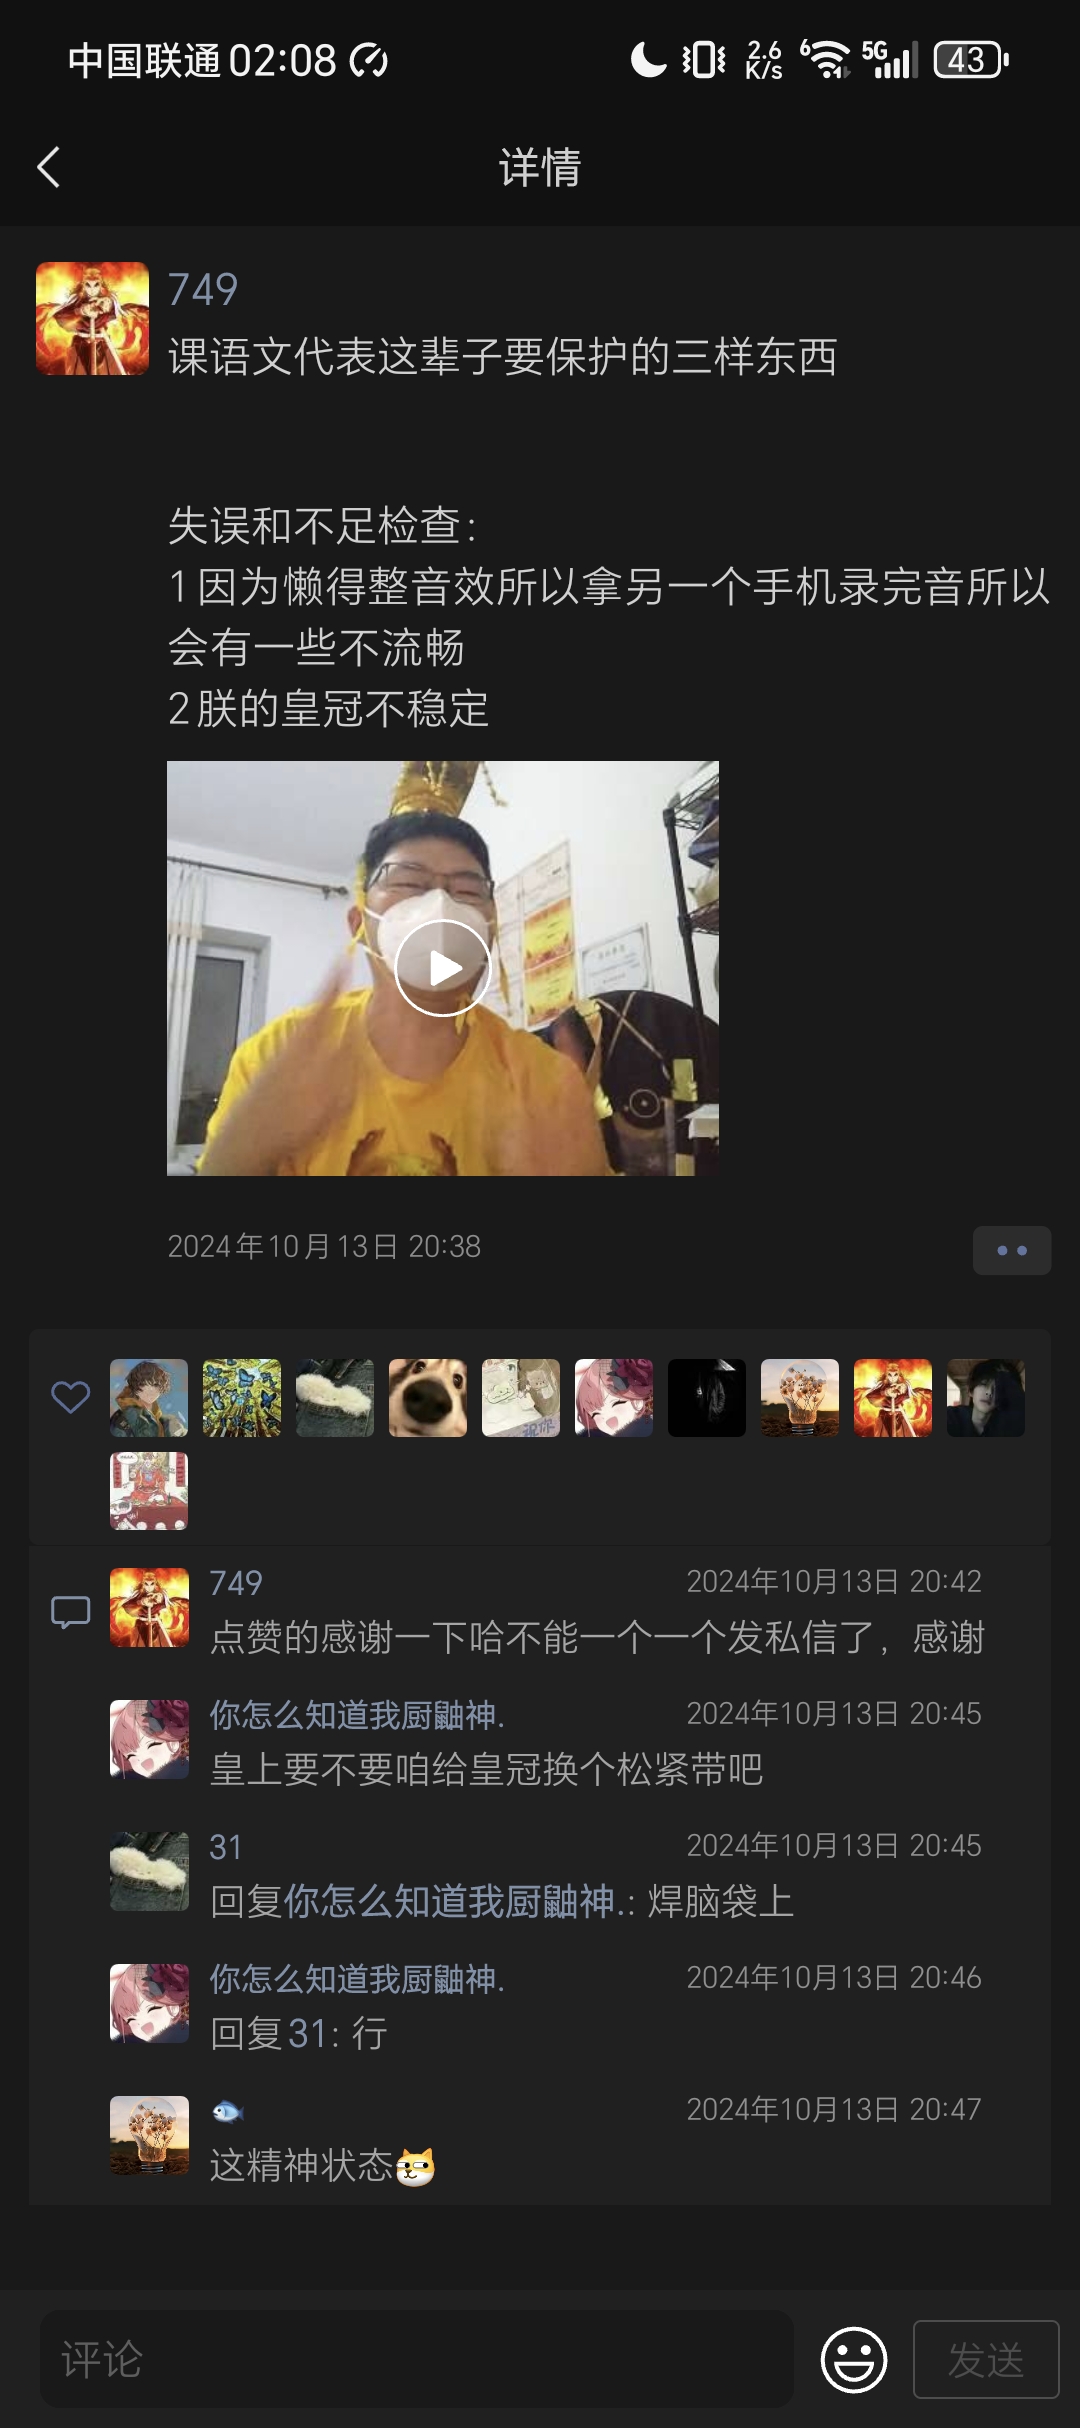 中国联通 02:08 2.6 K/s 6 5G 43
详情
749
课语文代表这辈子要保护的三样东西
失误和不足检查：
1因为懒得整音效所以拿另一个手机录完音所以
会有一些不流畅
2朕的皇冠不稳定
2024年10月13日 20:38
749 2024年10月13日 20:42
点赞的感谢一下哈不能一个一个发私信了，感谢
你怎么知道我厨鼬神. 2024年10月13日 20:45
皇上要不要咱给皇冠换个松紧带吧
31 2024年10月13日 20:45
回复你怎么知道我厨鼬神.: 焊脑袋上
你怎么知道我厨鼬神. 2024年10月13日 20:46
回复31: 行
2024年10月13日 20:47
这精神状态
评论 发送